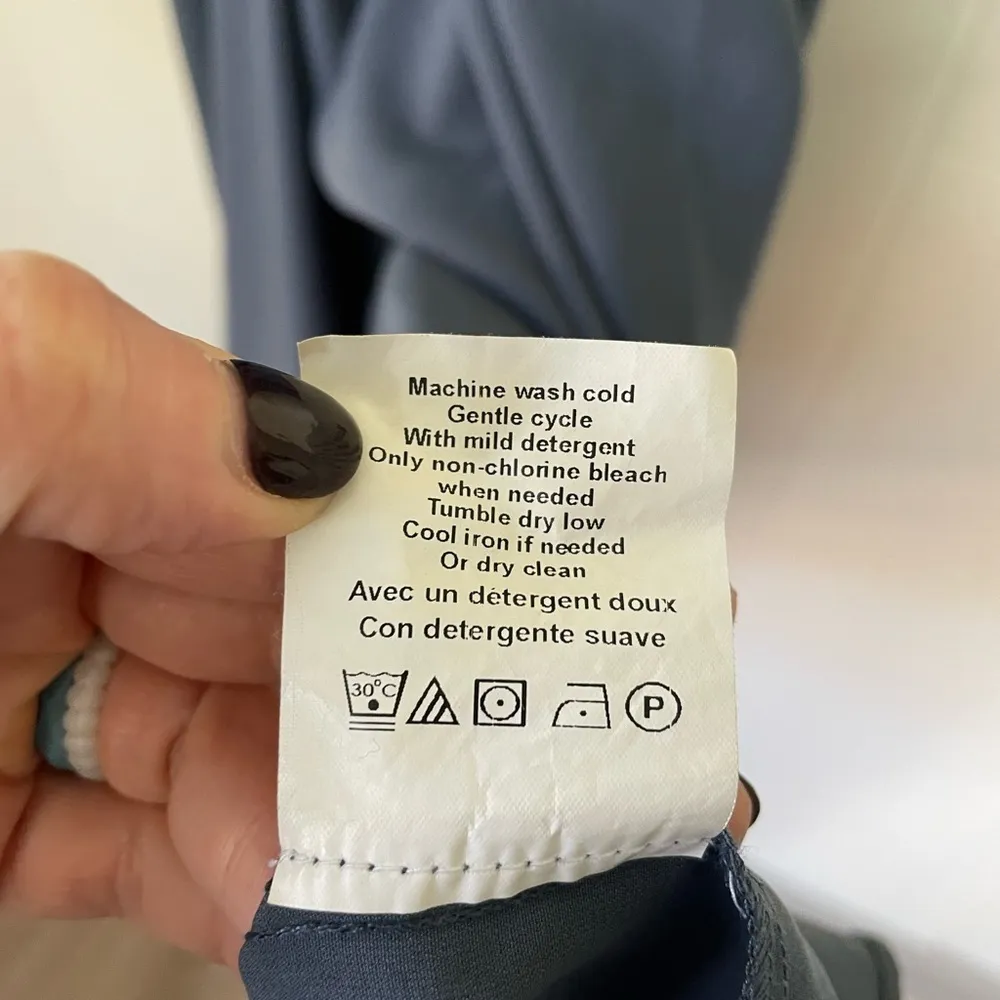 Machine wash cold
Gentle cycle
With mild detergent
Only non-chlorine bleach
when needed
Tumble dry low
Cool iron if needed
Or dry clean
Avec un détergent doux
Con detergente suave
30°C P